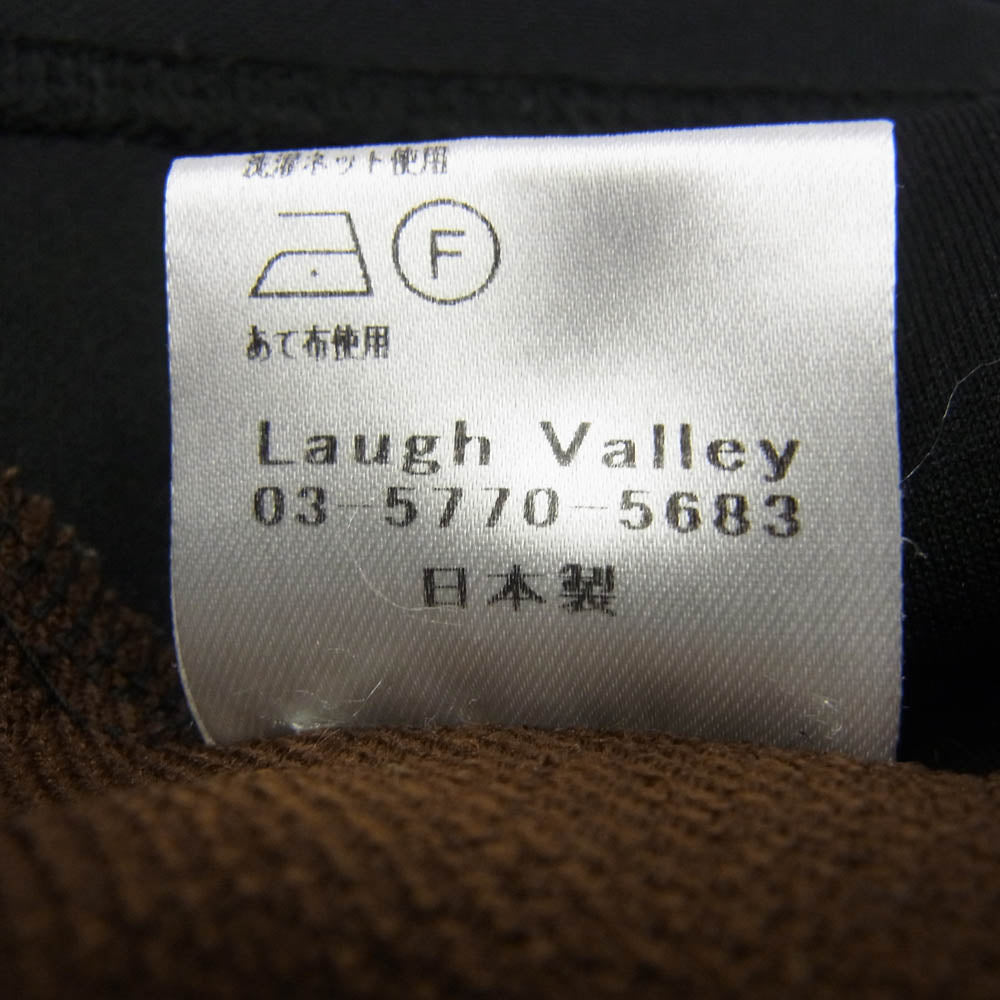 洗濯ネット使用
F
あて布使用
Laugh Valley
03-5770-5683
日本製